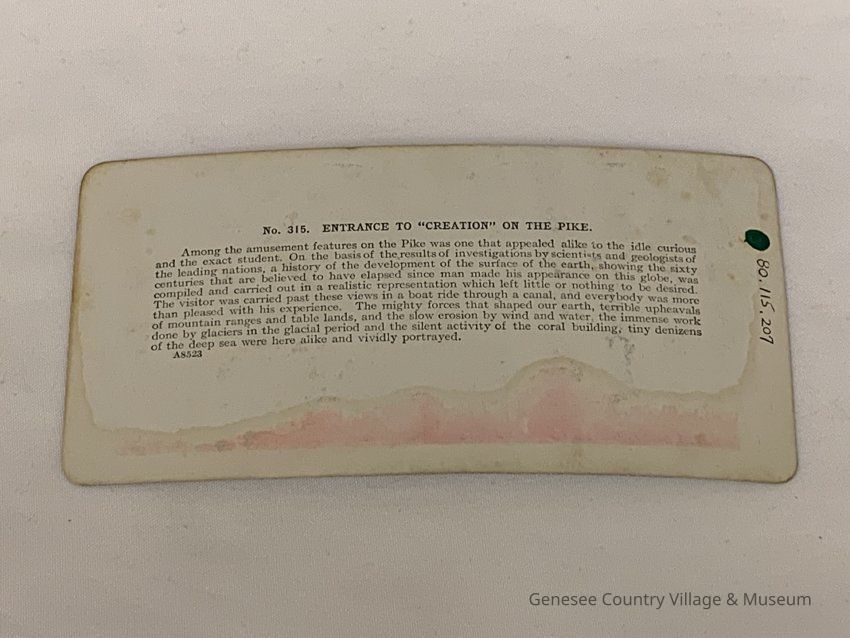 No. 315. ENTRANCE TO "CREATION" ON THE PIKE.
Among the amusement features on the Pike was one that appealed alike to the idle curious
and the exact student. On the basis of the results of investigations by scientists and geologists of
the leading nations, a history of the development of the surface of the earth, showing the sixty
centuries that are believed to have elapsed since man made his appearance on this globe, was
compiled and carried out in a realistic representation which left little or nothing to be desired.
The visitor was carried past these views in a boat ride through a canal, and everybody was more
than pleased with his experience. The mighty forces that shaped our earth, terrible upheavals
of mountain ranges and table lands, and the slow erosion by wind and water, the immense work
done by glaciers in the glacial period and the silent activity of the coral building, tiny denizens
of the deep sea were here alike and vividly portrayed.
A8523
80.115.207
Genesee Country Village & Museum